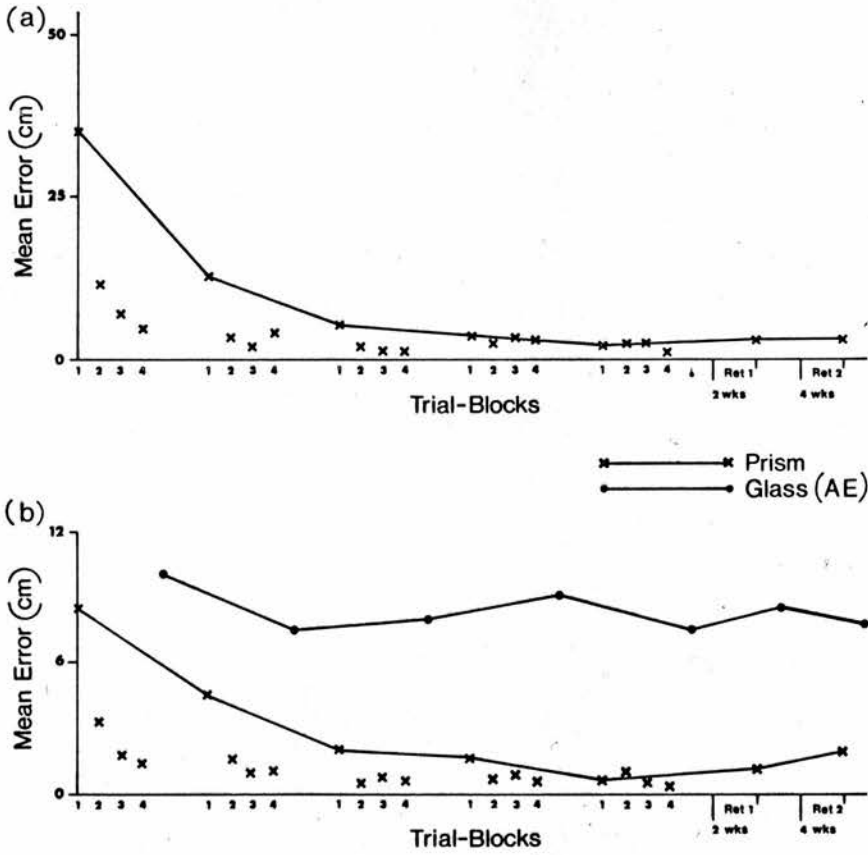 (a)
50
25
0
Mean Error (cm)
1 2 3 4 1 2 3 4 1 2 3 4 1 2 3 4 1 2 3 4 Ret 1 Ret 2
2 wks 4 wks
Trial-Blocks
Prism
Glass (AE)
(b)
12
6
0
Mean Error (cm)
1 2 3 4 1 2 3 4 1 2 3 4 1 2 3 4 1 2 3 4 Ret 1 Ret 2
2 wks 4 wks
Trial-Blocks